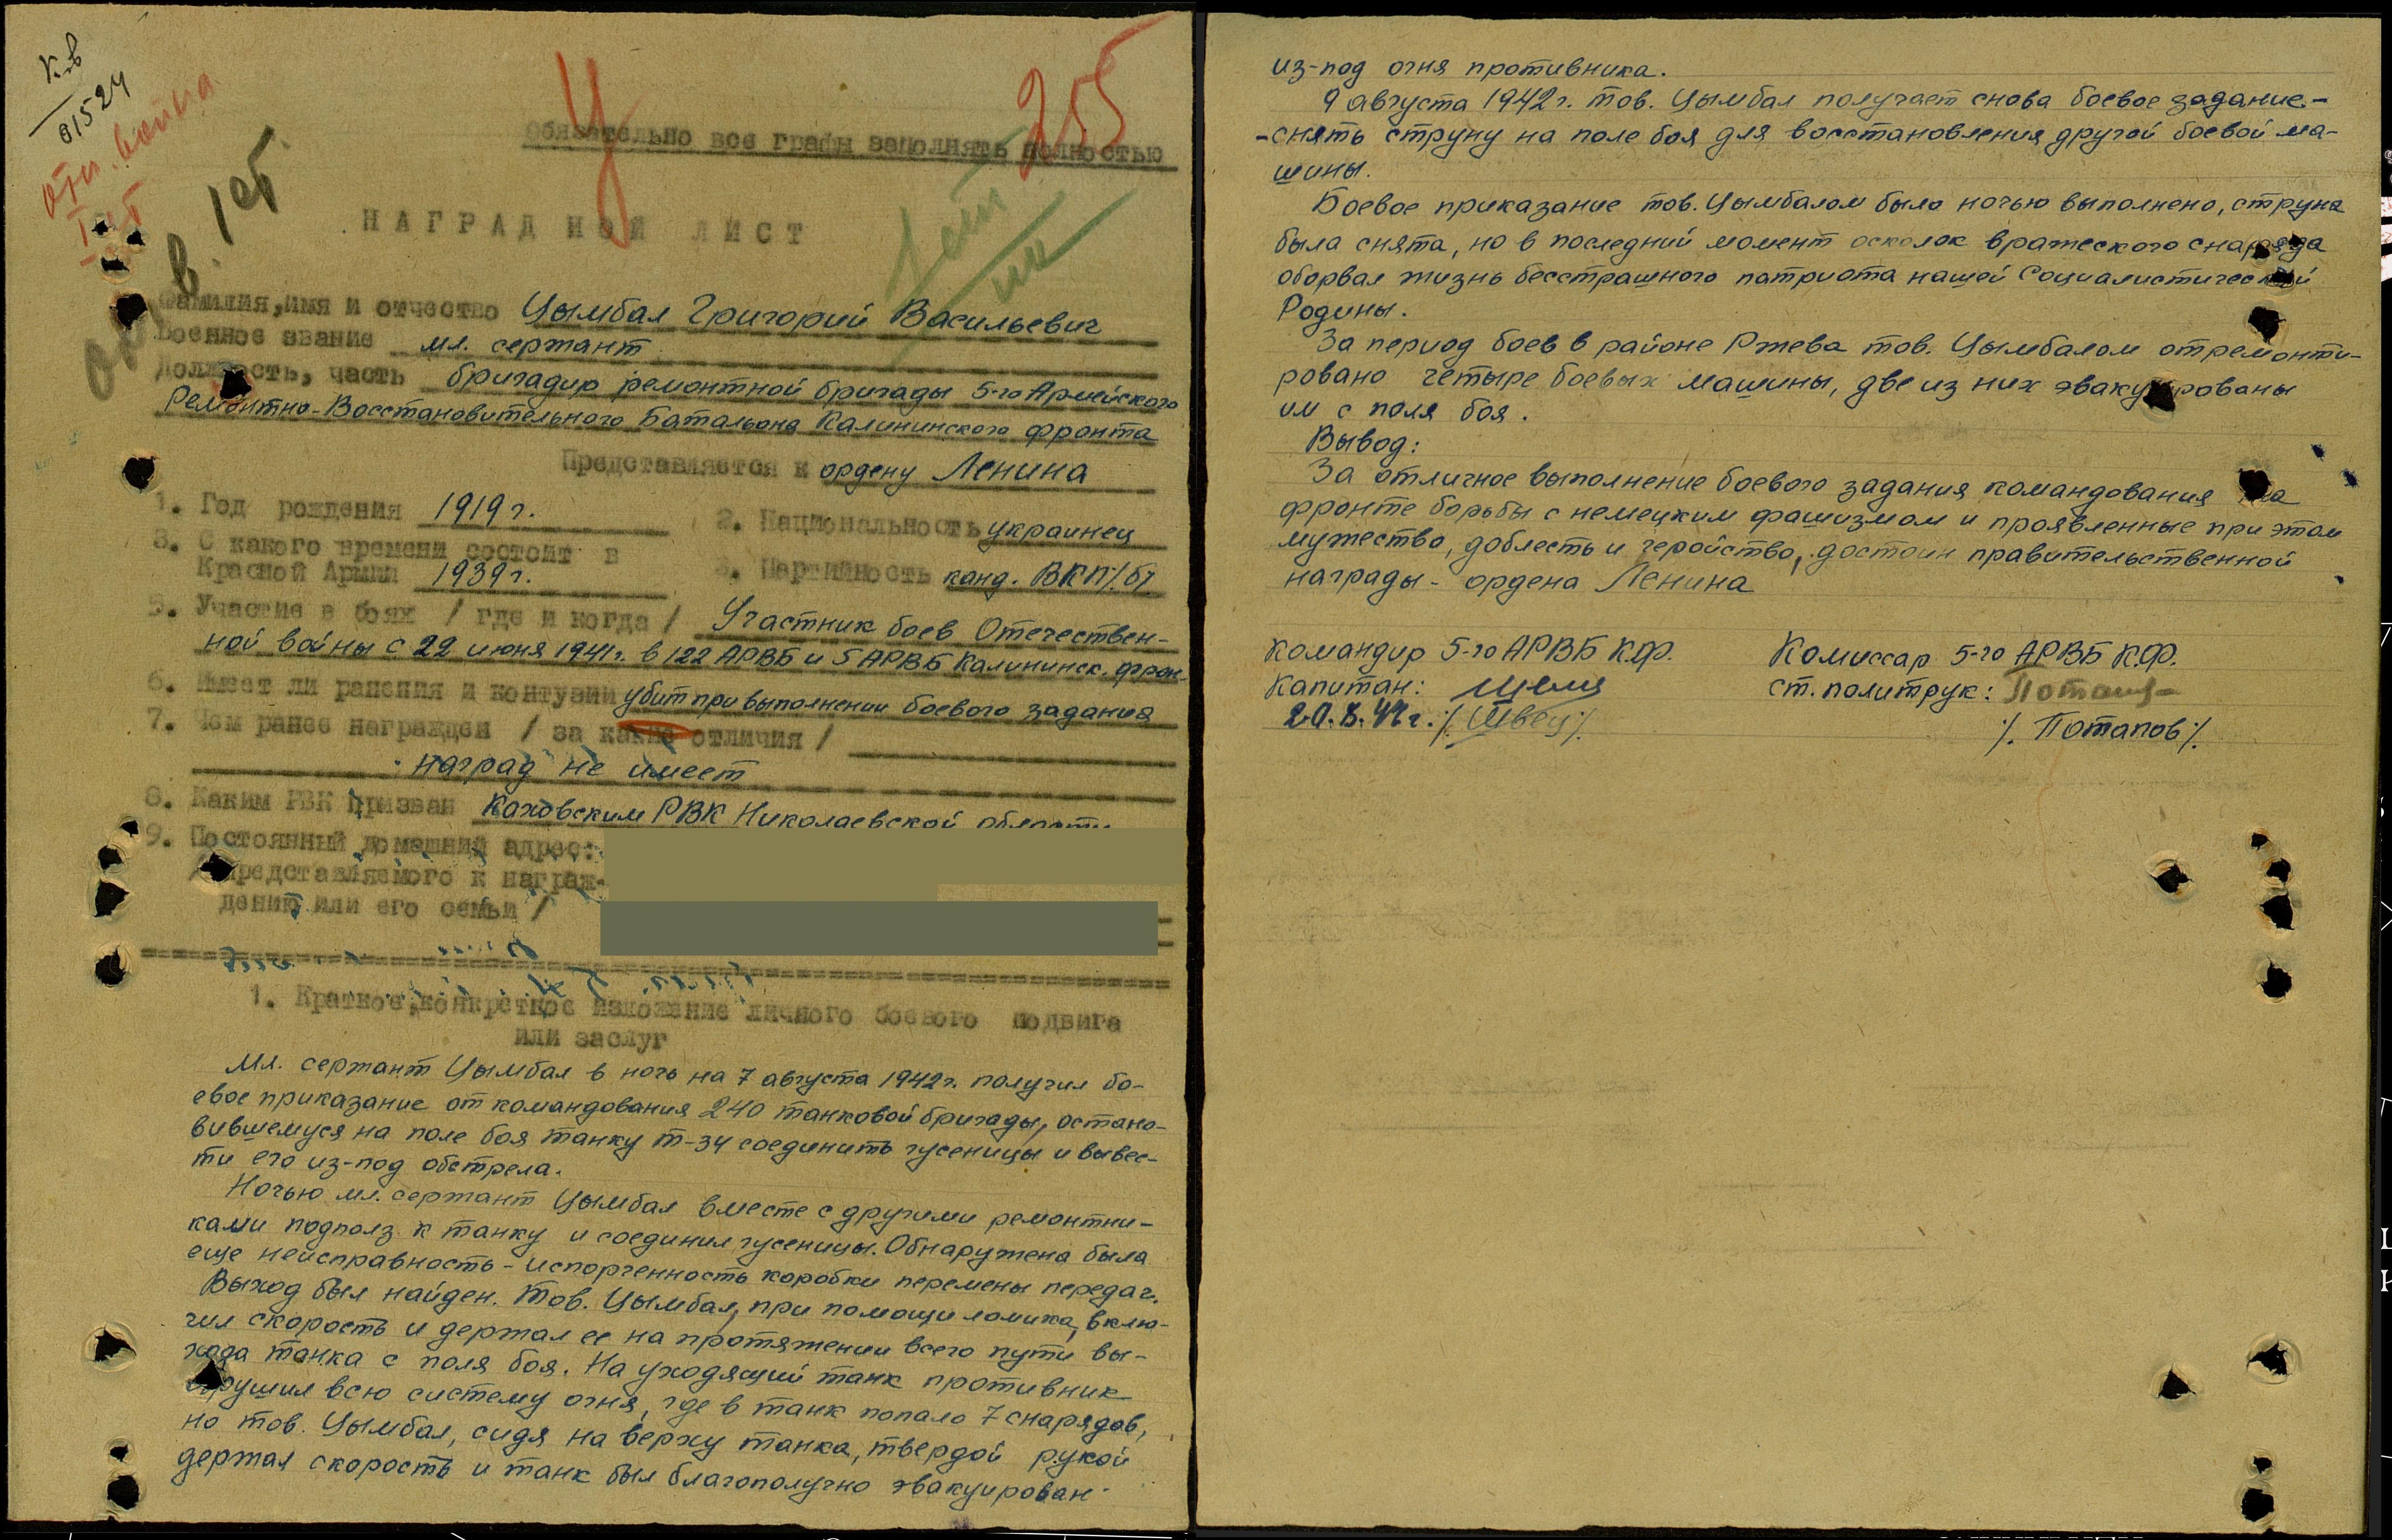 Кв
01524
Отп. война
I ст
Орд. В. 1 ст.
Ц
255
Обязательно все графы заполнять полностью
НАГРАДНОЙ ЛИСТ
Фамилия, имя и отчество Цымбал Григорий Васильевич
Военное звание мл. сержант
Должность, часть бригадир ремонтной бригады 5-го Армейского
Ремонтно-Восстановительного Батальона Калининского фронта
Представляется к ордену Ленина
1. Год рождения 1919 г. 2. Национальность украинец
3. С какого времени состоит в
Красной Армии 1939 г. 3. Партийность канд. ВКП/б/
5. Участие в боях / где и когда / Участник боев Отечествен-
ной войны с 22 июня 1941 г. в 122 АРВБ и 5 АРВБ Калининск. фрон.
6. Имеет ли ранения и контузии убит при выполнении боевого задания
7. Чем ранее награжден / за какие отличия /
наград не имеет
8. Каким РВК призван Каховским РВК Николаевской области
9. Постоянный домашний адрес:
/представляемого к награж-
дению или его семьи /
1. Краткое, конкретное изложение личного боевого подвига
или заслуг
Мл. сержант Цымбал в ночь на 7 августа 1942 г. получил бо-
евое приказание от командования 240 танковой бригады, остано-
вившемуся на поле боя танку Т-34 соединить гусеницы и вывес-
ти его из-под обстрела.
Ночью мл. сержант Цымбал вместе с другими ремонтни-
ками подполз к танку и соединил гусеницы. Обнаружена была
еще неисправность - испорченность коробки перемены передач.
Выход был найден. Тов. Цымбал, при помощи ломика, вклю-
чил скорость и держал ее на протяжении всего пути вы-
хода танка с поля боя. На уходящий танк противник
обрушил всю систему огня, где в танк попало 7 снарядов,
но тов. Цымбал, сидя на верху танка, твердой рукой
держал скорость и танк был благополучно эвакуирован
из-под огня противника.
9 августа 1942 г. тов. Цымбал получает снова боевое задание -
- снять струну на поле боя для восстановления другой боевой ма-
шины.
Боевое приказание тов. Цымбалом было ночью выполнено, струна
была снята, но в последний момент осколок вражеского снаряда
оборвал жизнь бесстрашного патриота нашей Социалистической
Родины.
За период боев в районе Ржева тов. Цымбалом отремонти-
ровано четыре боевых машины, две из них эвакуированы
им с поля боя.
Вывод:
За отличное выполнение боевого задания командования на
фронте борьбы с немецким фашизмом и проявленные при этом
мужество, доблесть и геройство, достоин правительственной
награды - ордена Ленина
Командир 5-го АРВБ К.Ф. Комиссар 5-го АРВБ К.Ф.
Капитан: Швец ст. политрук: Потапов
20.8.42 г. /Швец/ /Потапов/